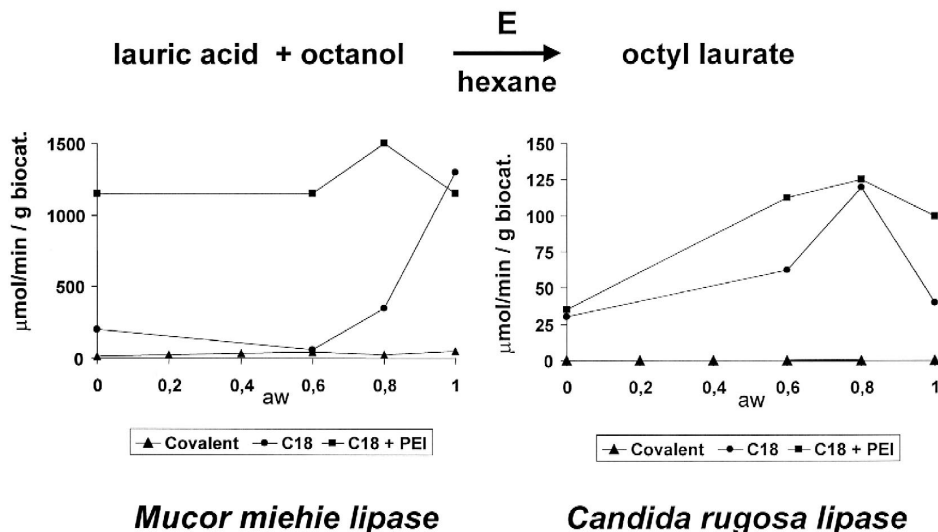 lauric acid + octanol E hexane octyl laurate
μmol/min / g biocat.
1500
1000
500
0
0 0,2 0,4 0,6 0,8 1
aw
Covalent C18 C18 + PEI
Mucor miehie lipase
μmol/min / g biocat.
150
125
100
75
50
25
0
0 0,2 0,4 0,6 0,8 1
aw
Covalent C18 C18 + PEI
Candida rugosa lipase